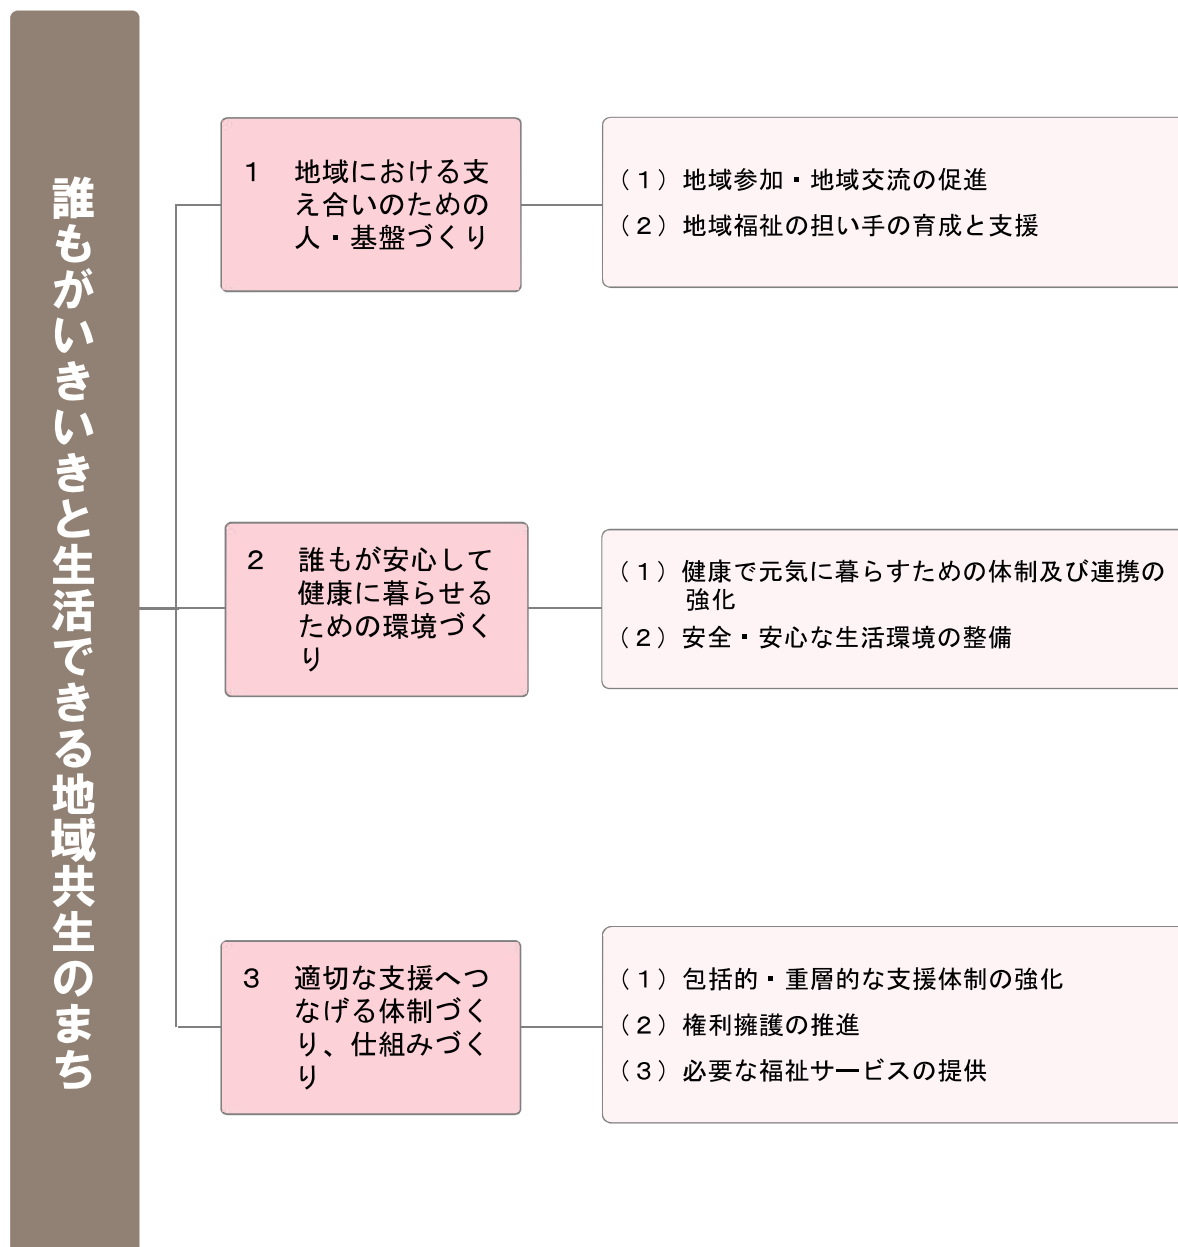 誰もがいきいきと生活できる地域共生のまち
１　地域における支
え合いのための
人・基盤づくり
（１）地域参加・地域交流の促進
（２）地域福祉の担い手の育成と支援
２　誰もが安心して
健康に暮らせる
ための環境づく
り
（１）健康で元気に暮らすための体制及び連携の
強化
（２）安全・安心な生活環境の整備
３　適切な支援へつ
なげる体制づく
り、仕組みづく
り
（１）包括的・重層的な支援体制の強化
（２）権利擁護の推進
（３）必要な福祉サービスの提供